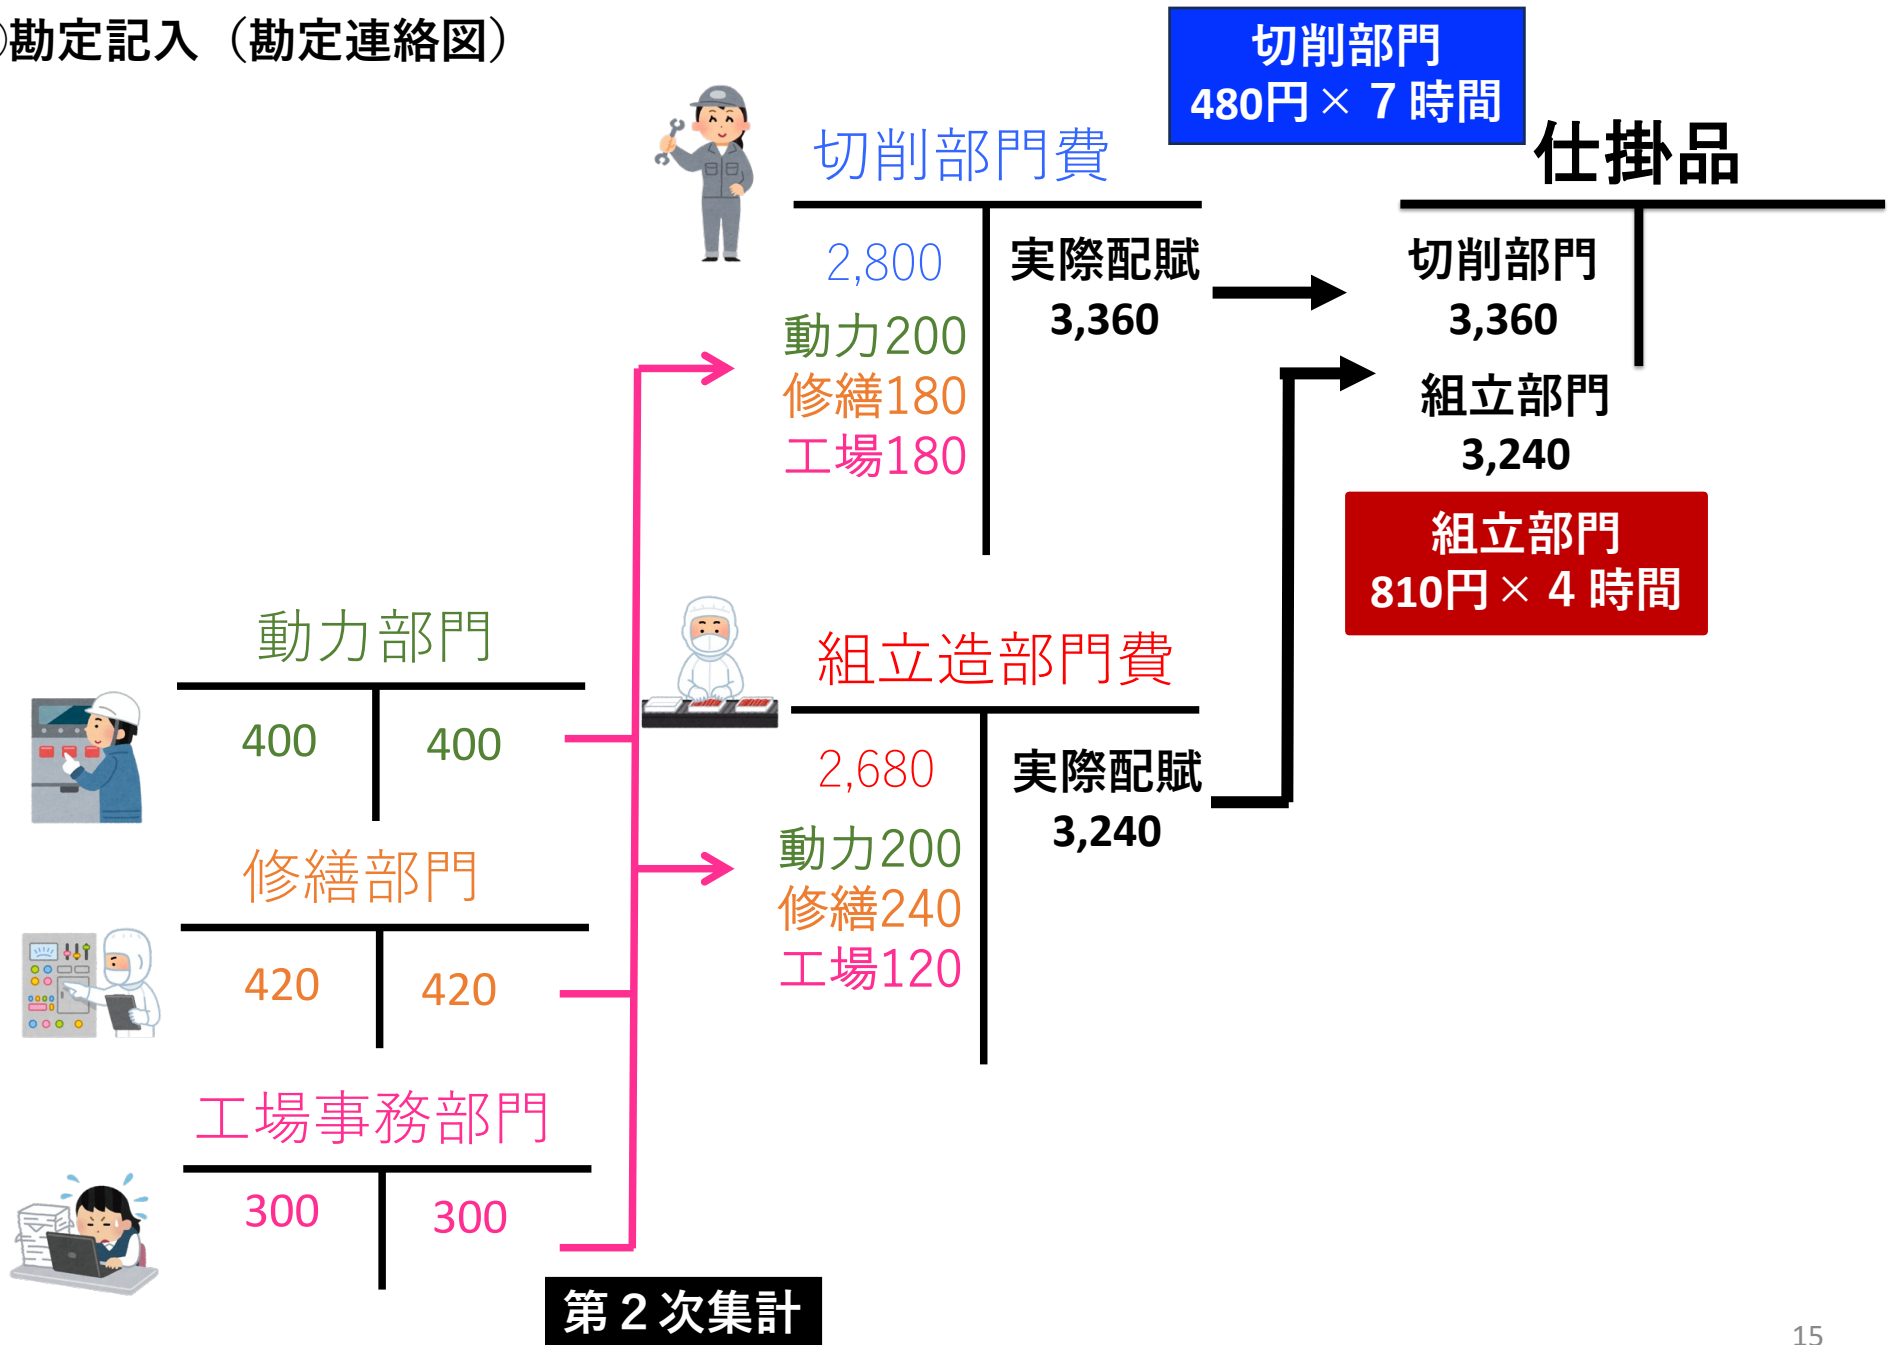 勘定記入（勘定連絡図）
切削部門
480円×７時間
切削部門費
2,800
動力200
修繕180
工場180
実際配賦
3,360
仕掛品
切削部門
3,360
組立部門
3,240
組立部門
810円×４時間
動力部門
400
400
修繕部門
420
420
工場事務部門
300
300
組立造部門費
2,680
動力200
修繕240
工場120
実際配賦
3,240
第２次集計
15